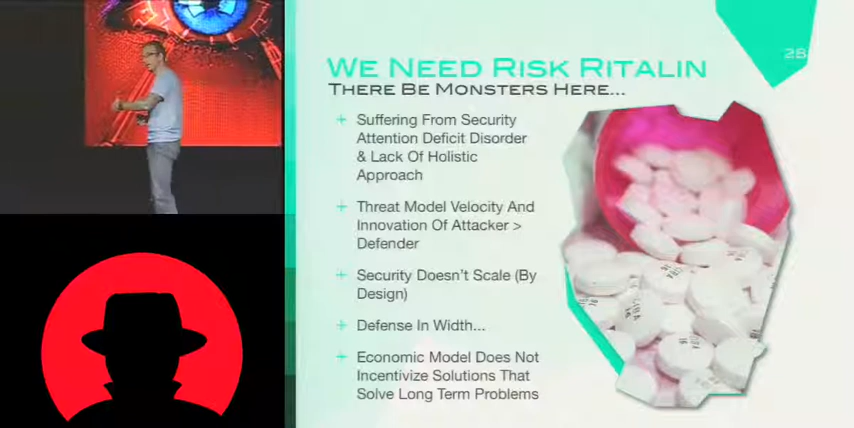 28
WE NEED RISK RITALIN
THERE BE MONSTERS HERE...
+ Suffering From Security
Attention Deficit Disorder
& Lack Of Holistic
Approach
+ Threat Model Velocity And
Innovation Of Attacker >
Defender
+ Security Doesn't Scale (By
Design)
+ Defense In Width...
+ Economic Model Does Not
Incentivize Solutions That
Solve Long Term Problems